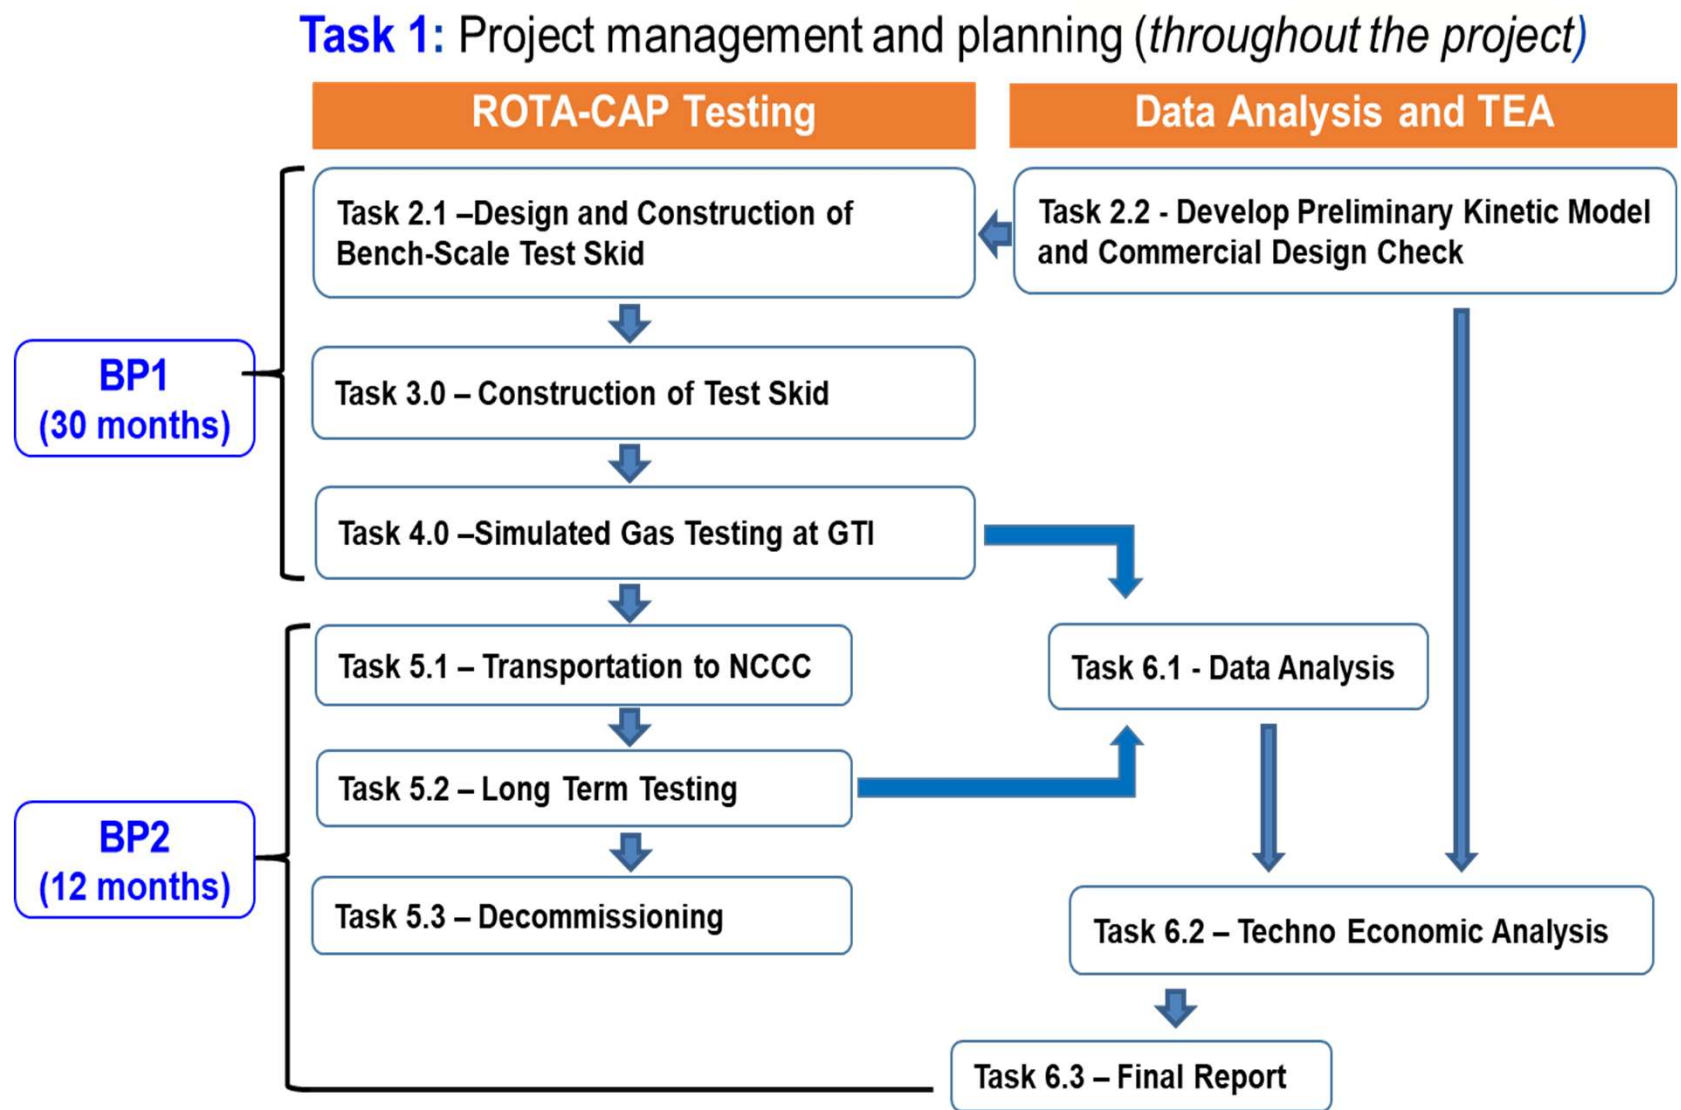 Task 1: Project management and planning (throughout the project)
ROTA-CAP Testing
Data Analysis and TEA
Task 2.1 –Design and Construction of
Bench-Scale Test Skid
Task 2.2 - Develop Preliminary Kinetic Model
and Commercial Design Check
BP1
(30 months)
Task 3.0 – Construction of Test Skid
Task 4.0 –Simulated Gas Testing at GTI
Task 5.1 – Transportation to NCCC
Task 6.1 - Data Analysis
Task 5.2 – Long Term Testing
BP2
(12 months)
Task 5.3 – Decommissioning
Task 6.2 – Techno Economic Analysis
Task 6.3 – Final Report